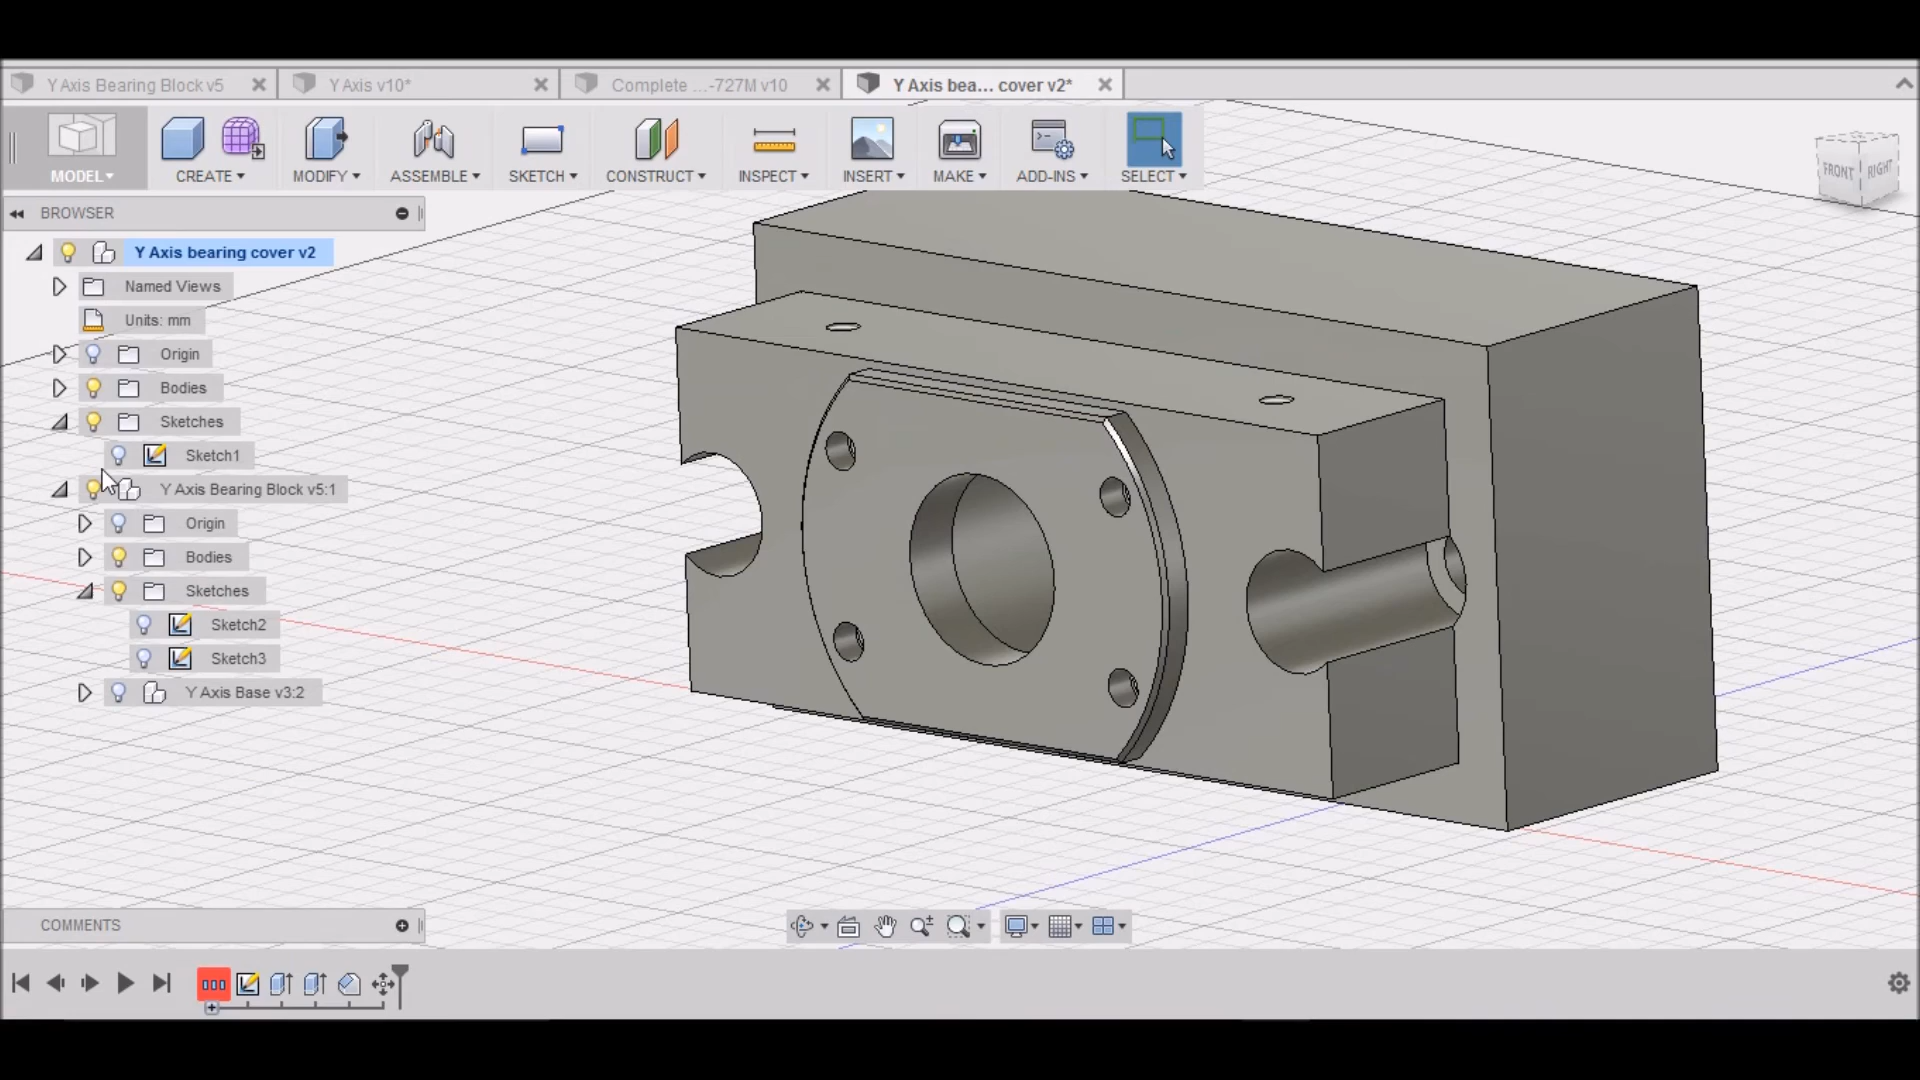 Y Axis Bearing Block v5
Y Axis v10*
Complete ...-727M v10
Y Axis bea... cover v2*
MODEL
CREATE
MODIFY
ASSEMBLE
SKETCH
CONSTRUCT
INSPECT
INSERT
MAKE
ADD-INS
SELECT
FRONT
RIGHT
BROWSER
Y Axis bearing cover v2
Named Views
Units: mm
Origin
Bodies
Sketches
Sketch1
Y Axis Bearing Block v5:1
Origin
Bodies
Sketches
Sketch2
Sketch3
Y Axis Base v3:2
COMMENTS